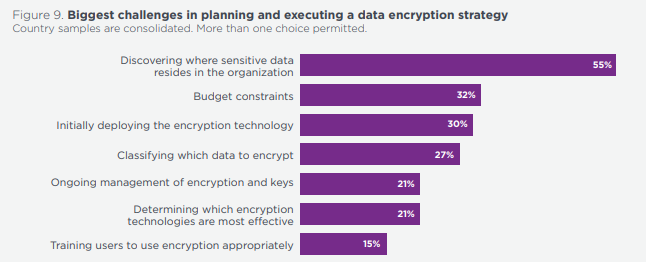 Figure 9. Biggest challenges in planning and executing a data encryption strategy
Country samples are consolidated. More than one choice permitted.
Discovering where sensitive data
resides in the organization
55%
Budget constraints
32%
Initially deploying the encryption technology
30%
Classifying which data to encrypt
27%
Ongoing management of encryption and keys
21%
Determining which encryption
technologies are most effective
21%
Training users to use encryption appropriately
15%